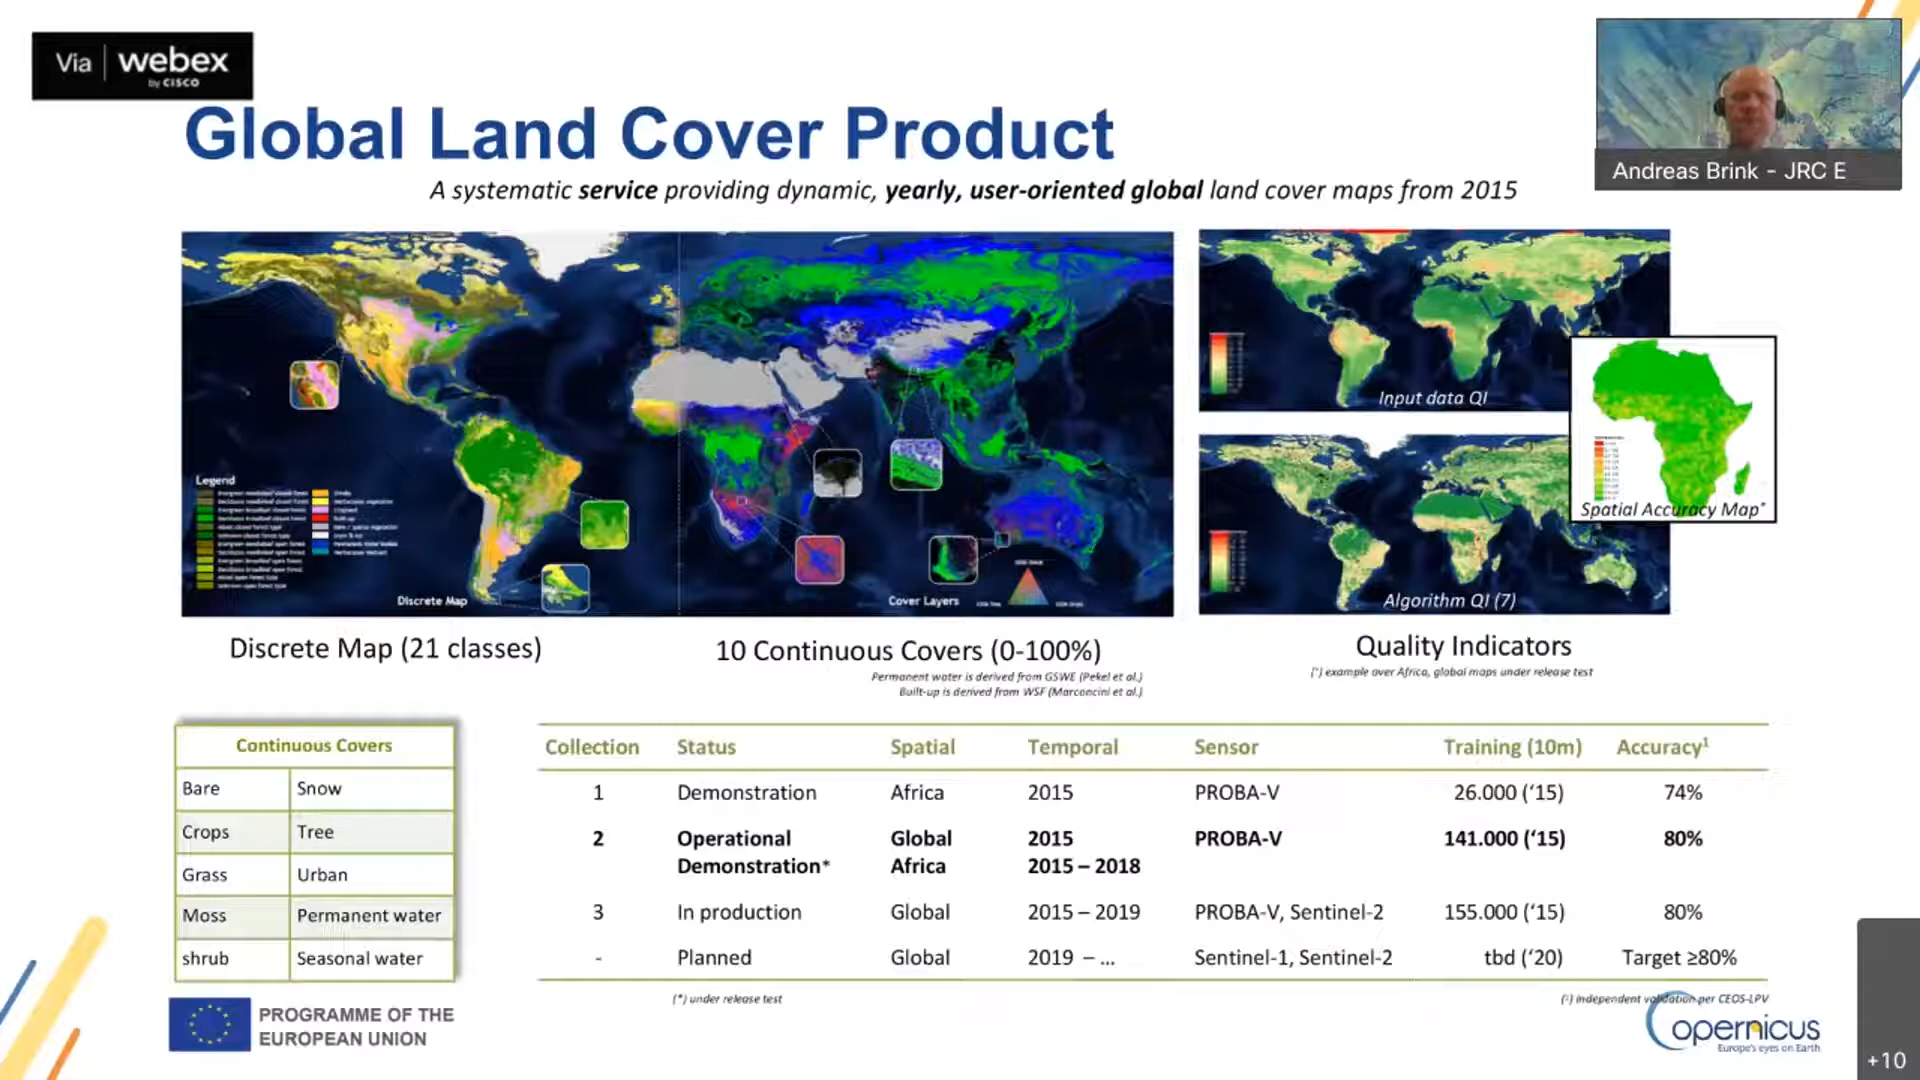 Via webex
by CISCO
Andreas Brink - JRC E
Global Land Cover Product
A systematic service providing dynamic, yearly, user-oriented global land cover maps from 2015
Legend
Discrete Map
Cover Layers
Input data QI
Algorithm QI (7)
Spatial Accuracy Map*
Discrete Map (21 classes)
10 Continuous Covers (0-100%)
Permanent water is derived from GSWE (Pekel et al.)
Built-up is derived from WSF (Marconcini et al.)
Quality Indicators
(*) example over Africa, global maps under release test
Continuous Covers
Bare Snow
Crops Tree
Grass Urban
Moss Permanent water
shrub Seasonal water
Collection Status Spatial Temporal Sensor Training (10m) Accuracy¹
1 Demonstration Africa 2015 PROBA-V 26.000 (‘15) 74%
2 Operational Global 2015 PROBA-V 141.000 (‘15) 80%
Demonstration* Africa 2015 – 2018
3 In production Global 2015 – 2019 PROBA-V, Sentinel-2 155.000 (‘15) 80%
- Planned Global 2019 – ... Sentinel-1, Sentinel-2 tbd (‘20) Target ≥80%
(*) under release test
(¹) independent validation per CEOS-LPV
PROGRAMME OF THE
EUROPEAN UNION
opernicus
Europe's eyes on Earth
+10